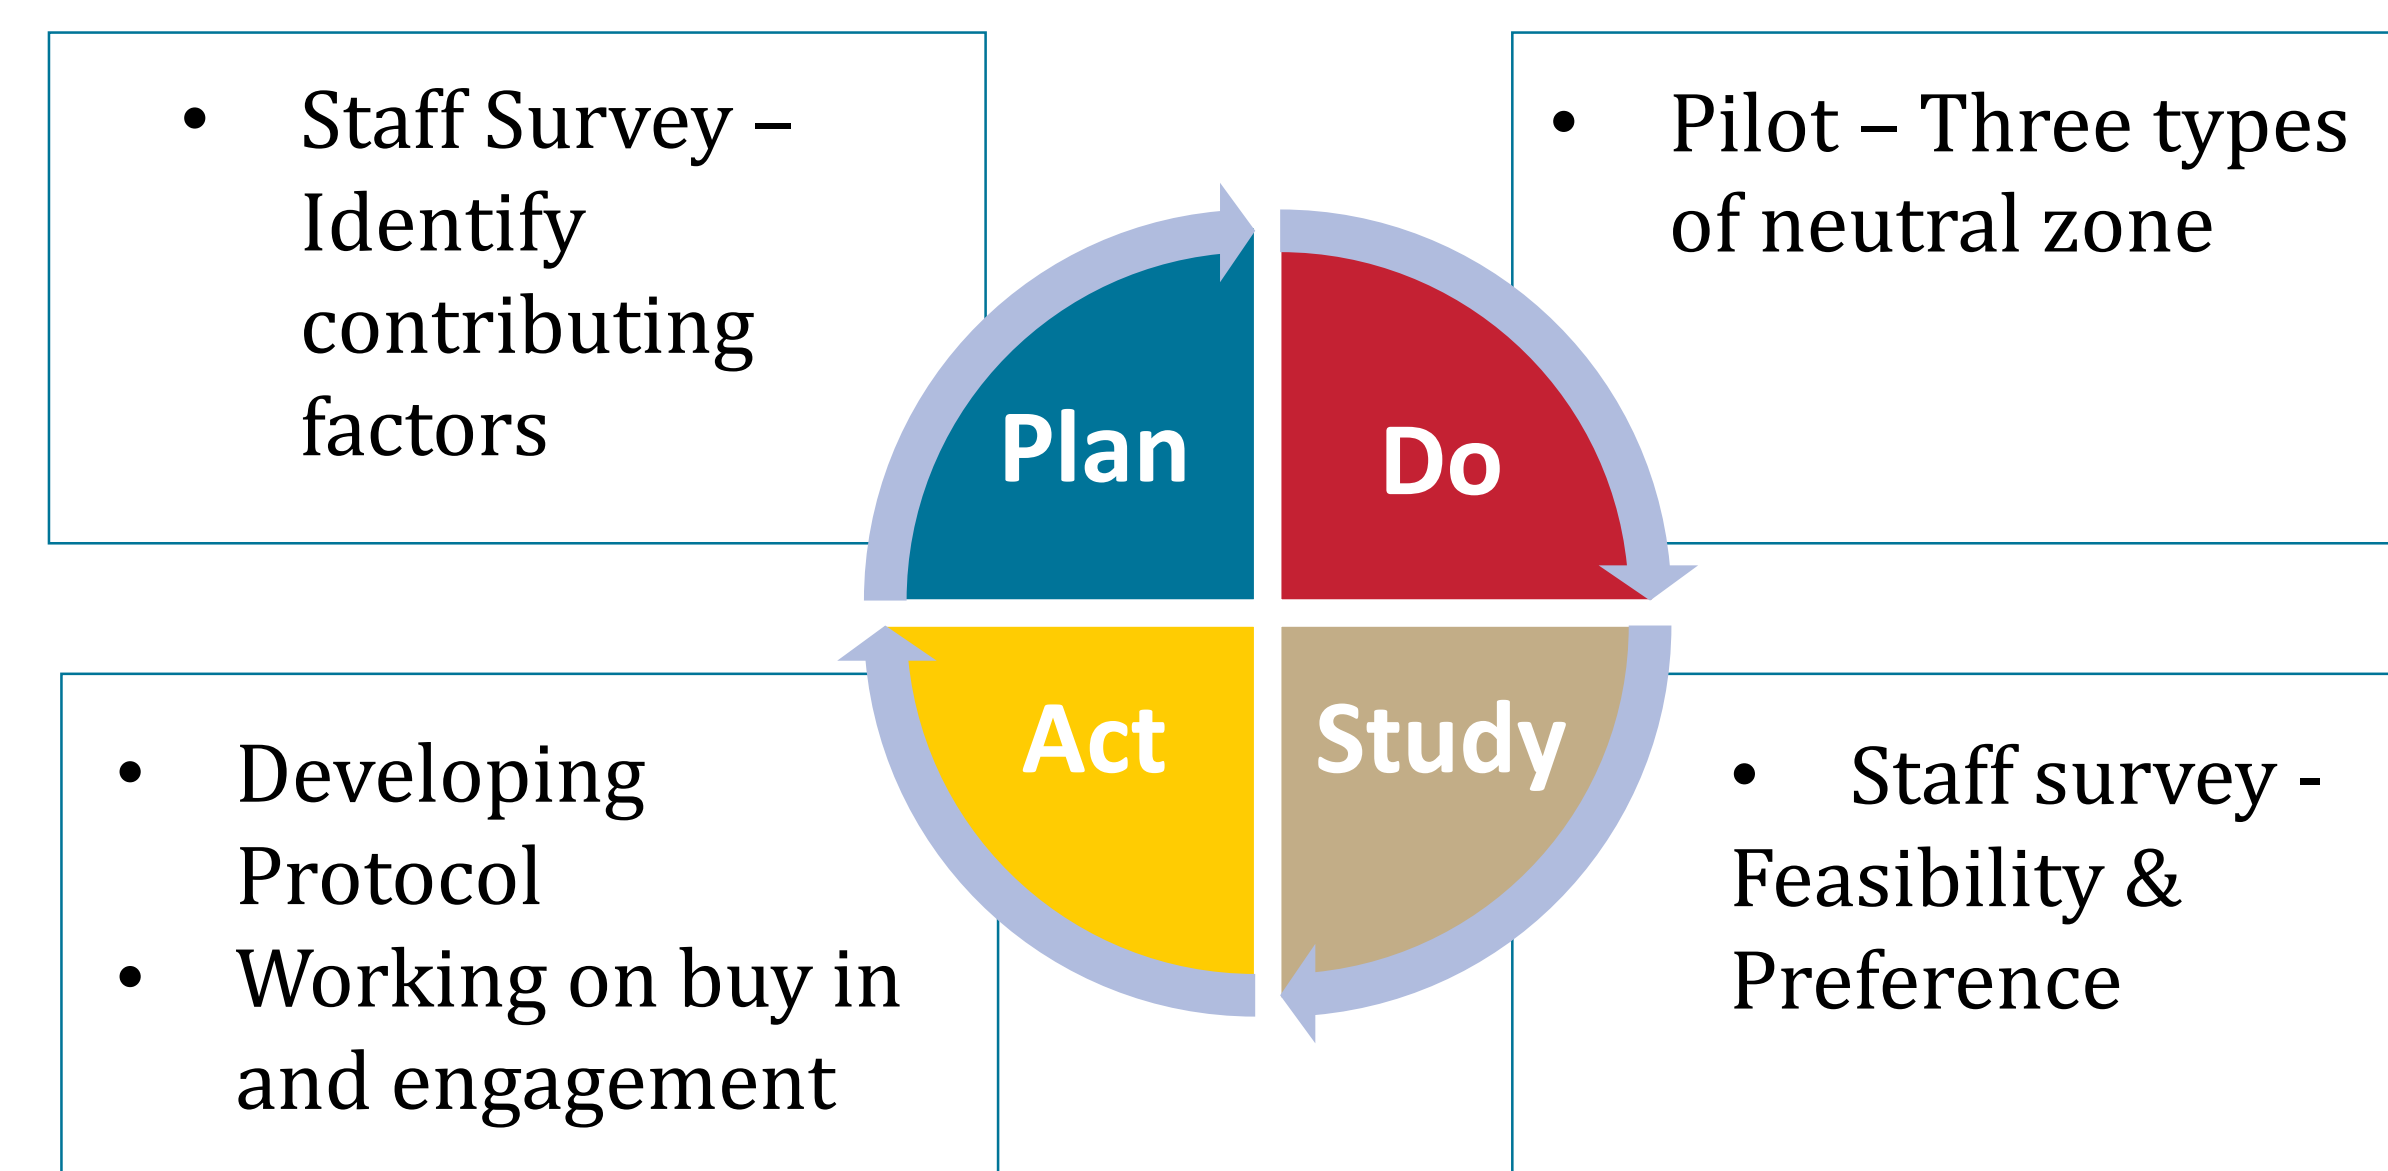 • Staff Survey –
Identify
contributing
factors
• Pilot – Three types
of neutral zone
Plan
Do
Act
Study
• Developing
Protocol
• Working on buy in
and engagement
• Staff survey -
Feasibility &
Preference